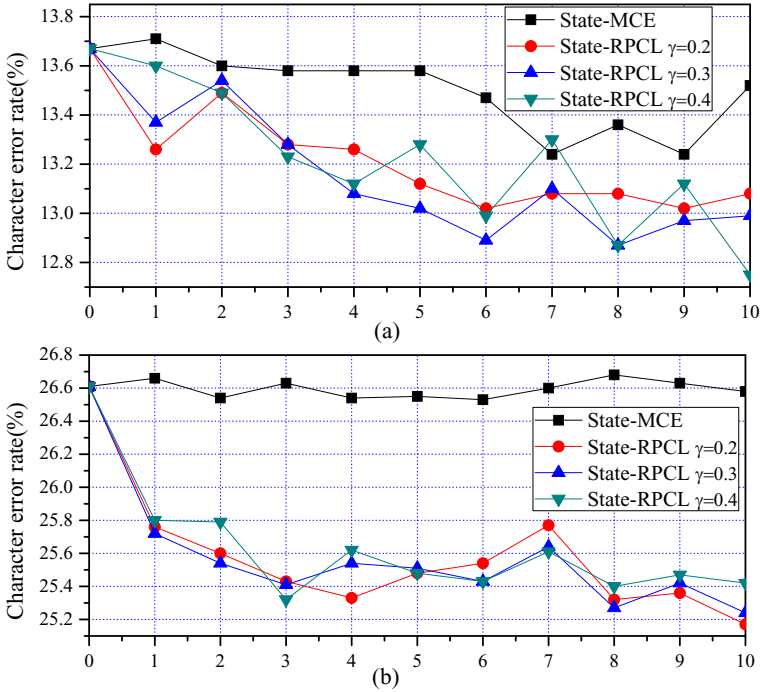 13.8
13.6
13.4
13.2
13.0
12.8
Character error rate(%)
State-MCE
State-RPCL γ=0.2
State-RPCL γ=0.3
State-RPCL γ=0.4
0 1 2 3 4 5 6 7 8 9 10
(a)
26.8
26.6
26.4
26.2
26.0
25.8
25.6
25.4
25.2
Character error rate(%)
State-MCE
State-RPCL γ=0.2
State-RPCL γ=0.3
State-RPCL γ=0.4
0 1 2 3 4 5 6 7 8 9 10
(b)